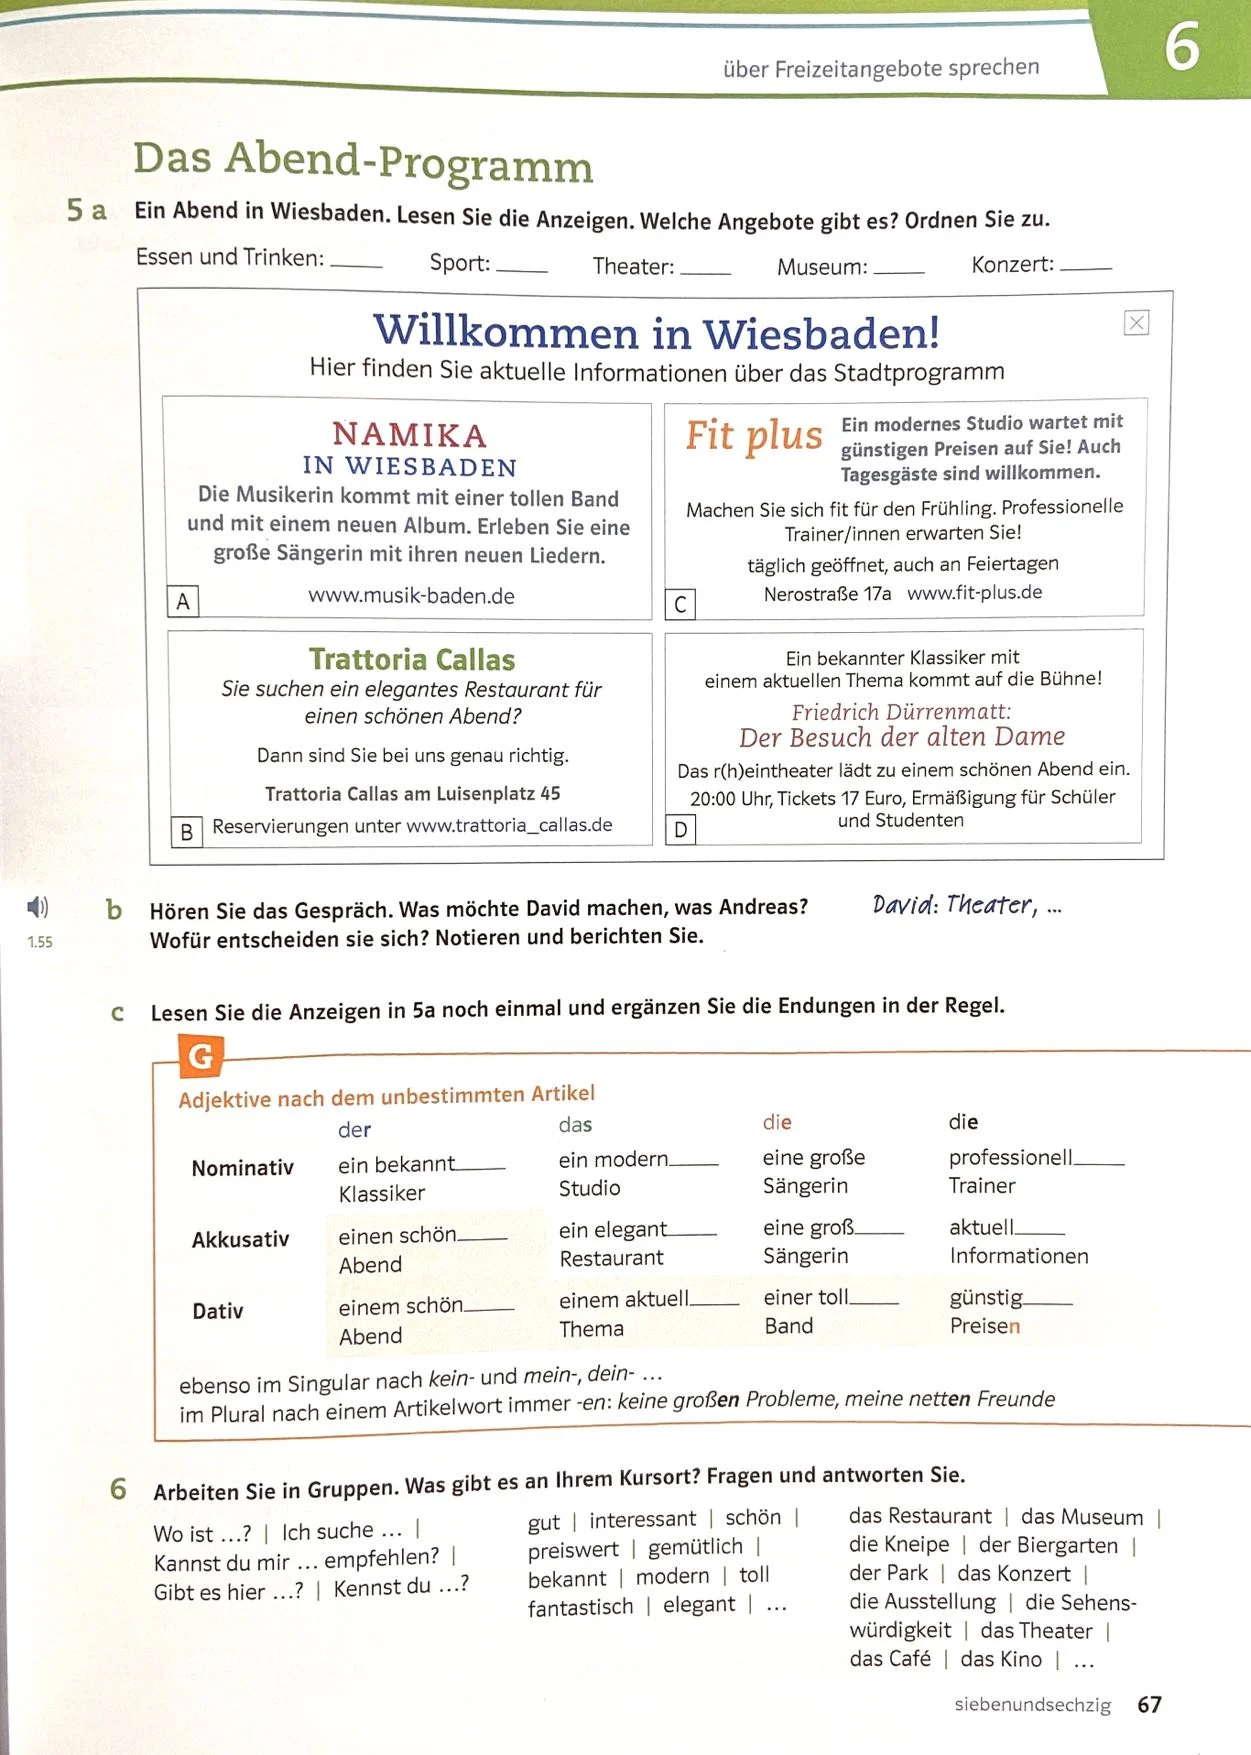 über Freizeitangebote sprechen
6
Das Abend-Programm
5 a Ein Abend in Wiesbaden. Lesen Sie die Anzeigen. Welche Angebote gibt es? Ordnen Sie zu.
Essen und Trinken: ____ Sport: ____ Theater: ____ Museum: ____ Konzert: ____
Willkommen in Wiesbaden!
Hier finden Sie aktuelle Informationen über das Stadtprogramm
NAMIKA
IN WIESBADEN
Die Musikerin kommt mit einer tollen Band
und mit einem neuen Album. Erleben Sie eine
große Sängerin mit ihren neuen Liedern.
www.musik-baden.de
A
Fit plus
Ein modernes Studio wartet mit
günstigen Preisen auf Sie! Auch
Tagesgäste sind willkommen.
Machen Sie sich fit für den Frühling. Professionelle
Trainer/innen erwarten Sie!
täglich geöffnet, auch an Feiertagen
Nerostraße 17a www.fit-plus.de
C
Trattoria Callas
Sie suchen ein elegantes Restaurant für
einen schönen Abend?
Dann sind Sie bei uns genau richtig.
Trattoria Callas am Luisenplatz 45
Reservierungen unter www.trattoria_callas.de
B
Ein bekannter Klassiker mit
einem aktuellen Thema kommt auf die Bühne!
Friedrich Dürrenmatt:
Der Besuch der alten Dame
Das r(h)eintheater lädt zu einem schönen Abend ein.
20:00 Uhr, Tickets 17 Euro, Ermäßigung für Schüler
und Studenten
D
1.55
b Hören Sie das Gespräch. Was möchte David machen, was Andreas?
Wofür entscheiden sie sich? Notieren und berichten Sie.
David: Theater, ...
c Lesen Sie die Anzeigen in 5a noch einmal und ergänzen Sie die Endungen in der Regel.
G
Adjektive nach dem unbestimmten Artikel
der das die die
Nominativ ein bekannt____ ein modern____ eine große professionell____
Klassiker Studio Sängerin Trainer
Akkusativ einen schön____ ein elegant____ eine groß____ aktuell____
Abend Restaurant Sängerin Informationen
Dativ einem schön____ einem aktuell____ einer toll____ günstig____
Abend Thema Band Preisen
ebenso im Singular nach kein- und mein-, dein- ...
im Plural nach einem Artikelwort immer -en: keine großen Probleme, meine netten Freunde
6 Arbeiten Sie in Gruppen. Was gibt es an Ihrem Kursort? Fragen und antworten Sie.
Wo ist ...? | Ich suche ... |
Kannst du mir ... empfehlen? |
Gibt es hier ...? | Kennst du ...?
gut | interessant | schön |
preiswert | gemütlich |
bekannt | modern | toll
fantastisch | elegant | ...
das Restaurant | das Museum |
die Kneipe | der Biergarten |
der Park | das Konzert |
die Ausstellung | die Sehens-
würdigkeit | das Theater |
das Café | das Kino | ...
siebenundsechzig 67